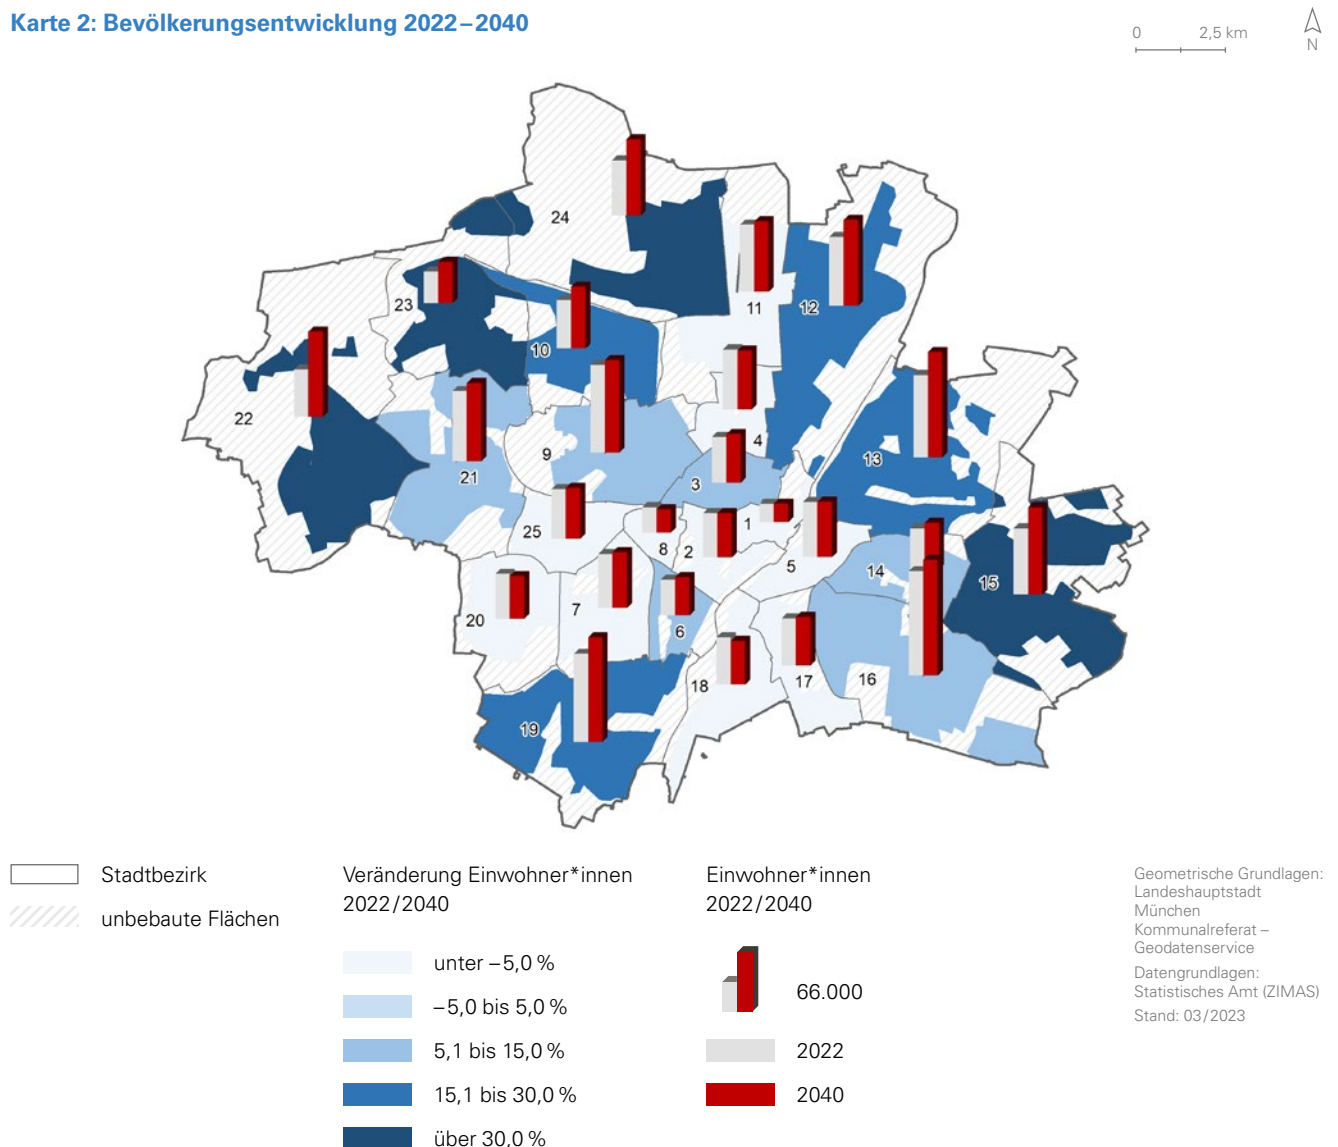 Karte 2: Bevölkerungsentwicklung 2022–2040
0 2,5 km
N
24
23
11
12
10
22
4
13
9
21
3
25
1
8
2
5
14
15
20
7
6
18
17
16
19
Stadtbezirk
unbebaute Flächen
Veränderung Einwohner*innen
2022/2040
unter –5,0 %
–5,0 bis 5,0 %
5,1 bis 15,0 %
15,1 bis 30,0 %
über 30,0 %
Einwohner*innen
2022/2040
66.000
2022
2040
Geometrische Grundlagen:
Landeshauptstadt
München
Kommunalreferat –
Geodatenservice
Datengrundlagen:
Statistisches Amt (ZIMAS)
Stand: 03/2023